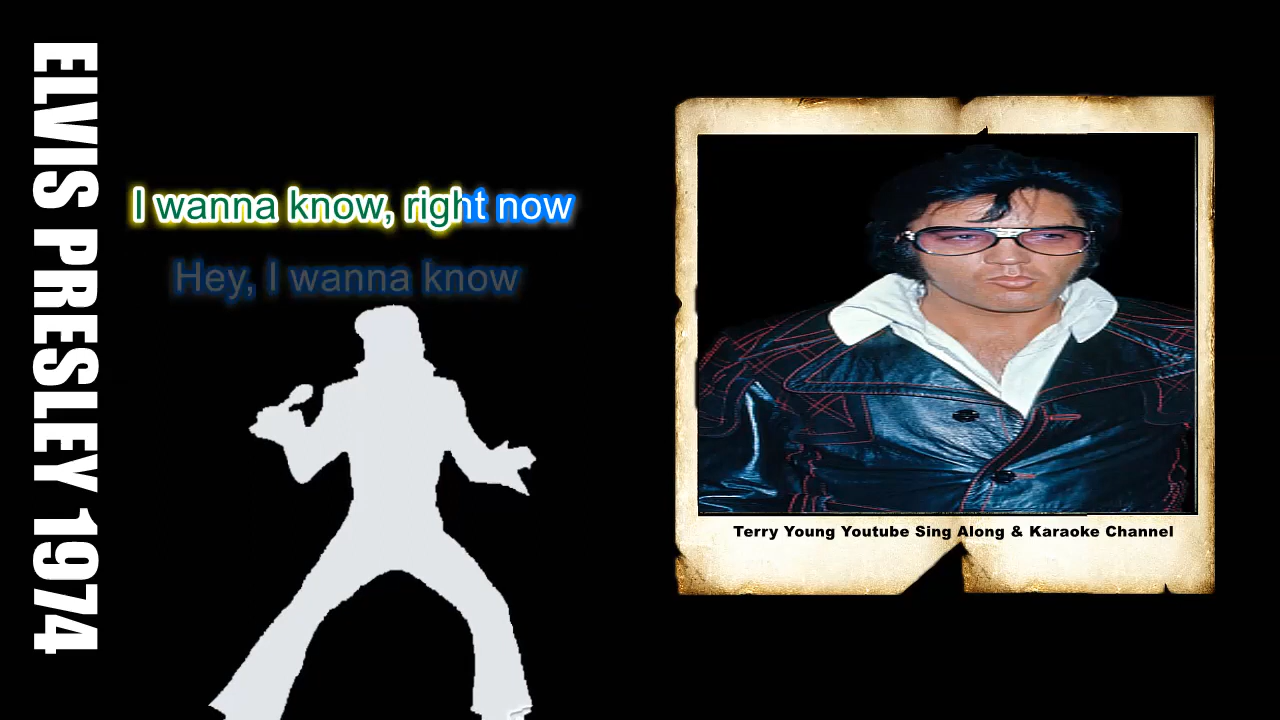 ELVIS PRESLEY 1974
I wanna know, right now
Hey, I wanna know
Terry Young Youtube Sing Along & Karaoke Channel